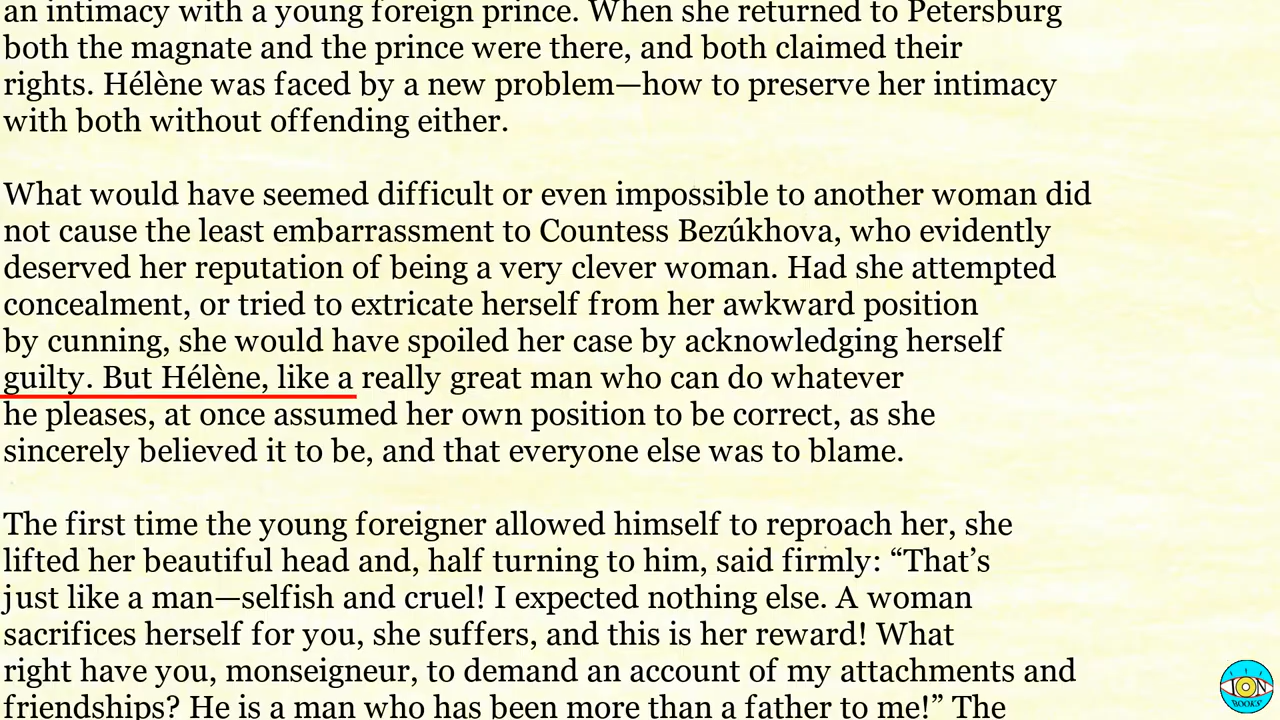 an intimacy with a young foreign prince. When she returned to Petersburg
both the magnate and the prince were there, and both claimed their
rights. Hélène was faced by a new problem—how to preserve her intimacy
with both without offending either.
What would have seemed difficult or even impossible to another woman did
not cause the least embarrassment to Countess Bezúkhova, who evidently
deserved her reputation of being a very clever woman. Had she attempted
concealment, or tried to extricate herself from her awkward position
by cunning, she would have spoiled her case by acknowledging herself
guilty. But Hélène, like a really great man who can do whatever
he pleases, at once assumed her own position to be correct, as she
sincerely believed it to be, and that everyone else was to blame.
The first time the young foreigner allowed himself to reproach her, she
lifted her beautiful head and, half turning to him, said firmly: “That’s
just like a man—selfish and cruel! I expected nothing else. A woman
sacrifices herself for you, she suffers, and this is her reward! What
right have you, monseigneur, to demand an account of my attachments and
friendships? He is a man who has been more than a father to me!” The
ION
BOOKS